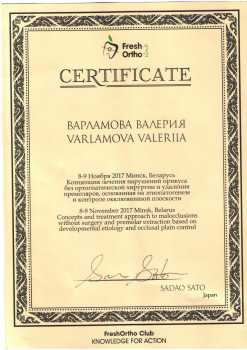 Fresh
Ortho
CERTIFICATE
ВАРЛАМОВА ВАЛЕРИЯ
VARLAMOVA VALERIIA
8-9 Ноября 2017 Минск, Беларусь
Концепция лечения нарушений прикуса
без ортогнатической хирургии и удаления
премоляров, основанная на этиопатогенезе
и контроле окклюзионной плоскости
8-9 November 2017 Minsk, Belarus
Concepts and treatment approach to malocclusions
without surgery and premolar extraction based on
developmental etiology and occlusal plain control
SADAO SATO
Japan
FreshOrtho Club
KNOWLEDGE FOR ACTION